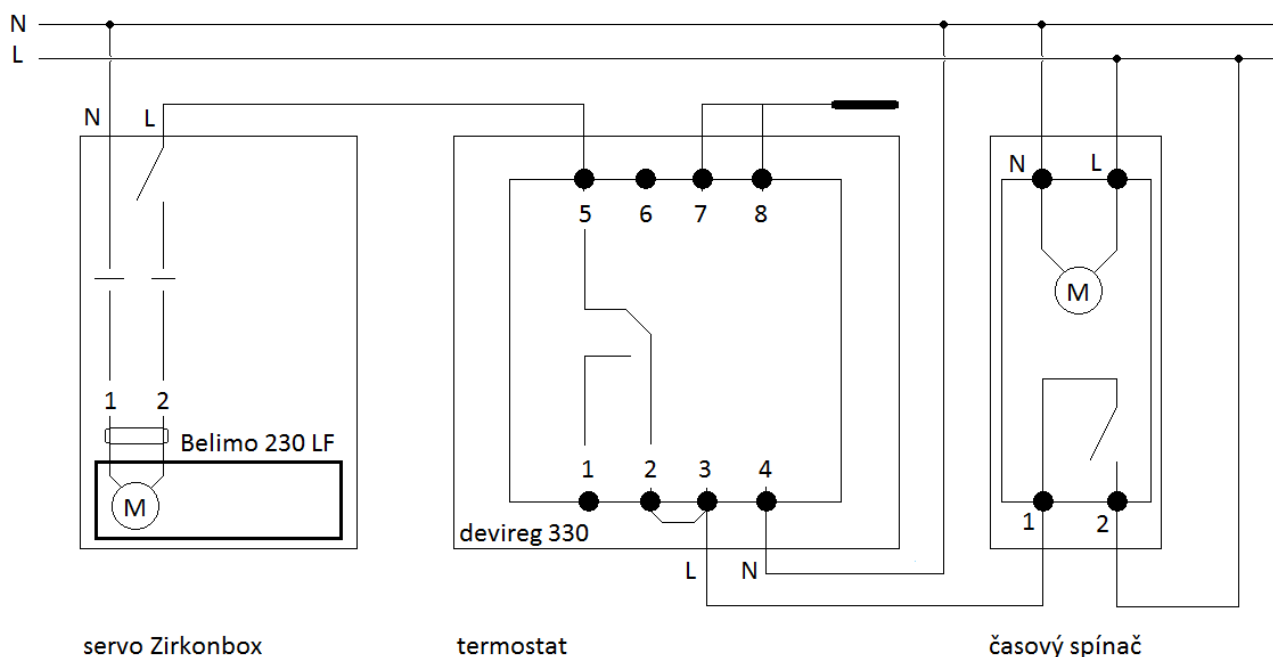 N
L
N L
5 6 7 8
N L
M
1 2
Belimo 230 LF
M
1 2 3 4
devireg 330
1 2
L N
servo Zirkonbox termostat časový spínač